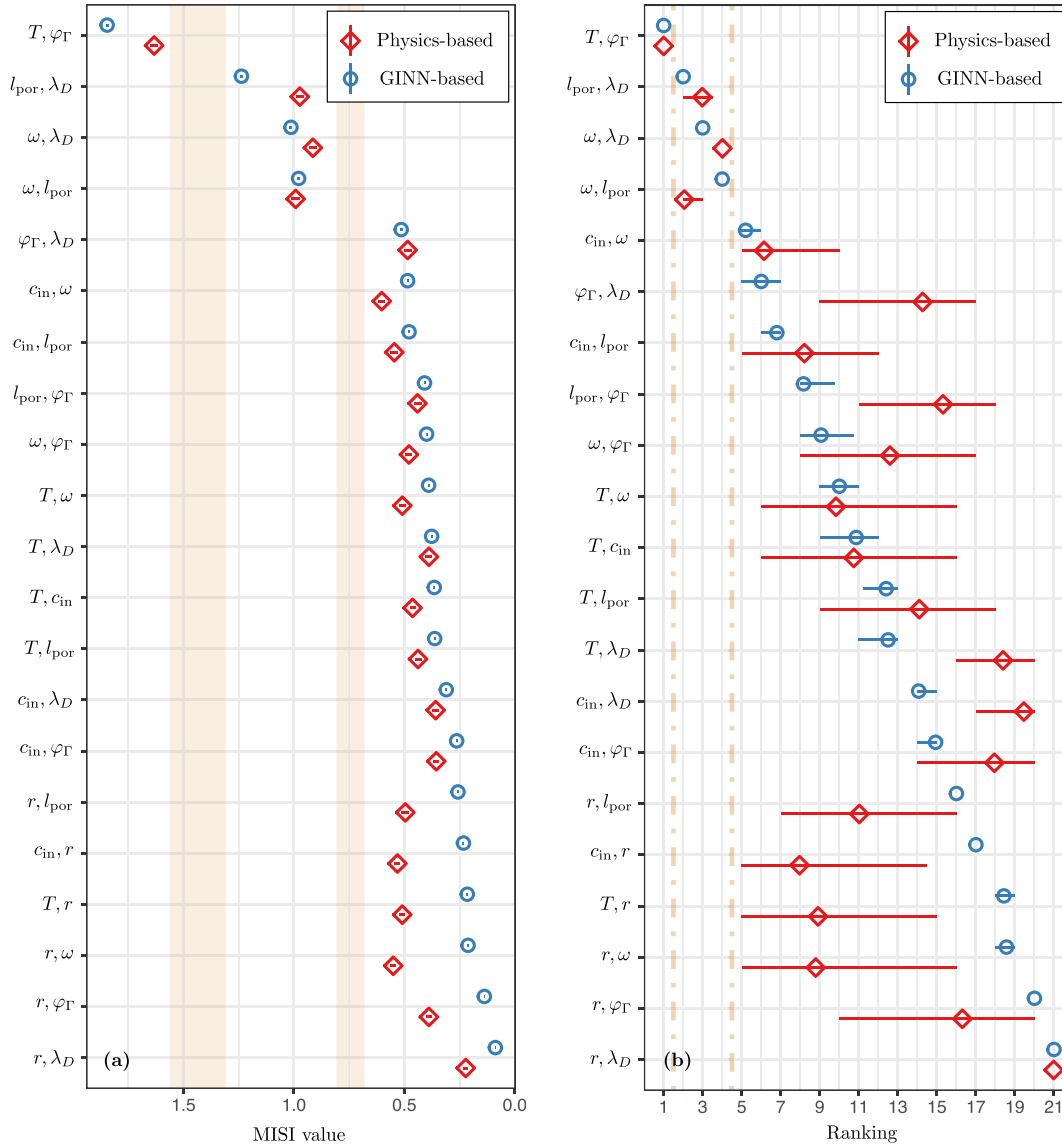 Physics-based
GINN-based
T, φ_Γ
l_por, λ_D
ω, λ_D
ω, l_por
φ_Γ, λ_D
c_in, ω
c_in, l_por
l_por, φ_Γ
ω, φ_Γ
T, ω
T, λ_D
T, c_in
T, l_por
c_in, λ_D
c_in, φ_Γ
r, l_por
c_in, r
T, r
r, ω
r, φ_Γ
r, λ_D
(a)
1.5 1.0 0.5 0.0
MISI value
Physics-based
GINN-based
T, φ_Γ
l_por, λ_D
ω, λ_D
ω, l_por
c_in, ω
φ_Γ, λ_D
c_in, l_por
l_por, φ_Γ
ω, φ_Γ
T, ω
T, c_in
T, l_por
T, λ_D
c_in, λ_D
c_in, φ_Γ
r, l_por
c_in, r
T, r
r, ω
r, φ_Γ
r, λ_D
(b)
1 3 5 7 9 11 13 15 17 19 21
Ranking